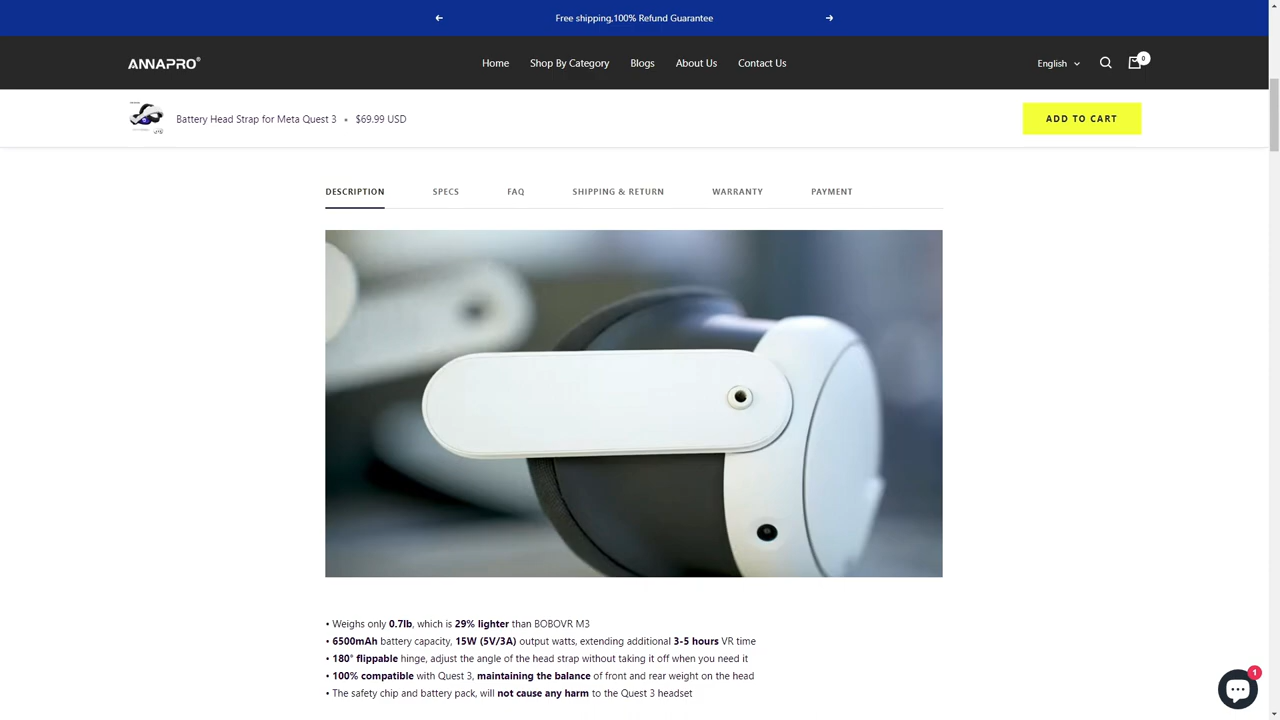 Free shipping,100% Refund Guarantee
ANNAPRO®
Home Shop By Category Blogs About Us Contact Us
English
0
Battery Head Strap for Meta Quest 3 • $69.99 USD
ADD TO CART
DESCRIPTION SPECS FAQ SHIPPING & RETURN WARRANTY PAYMENT
• Weighs only 0.7lb, which is 29% lighter than BOBOVR M3
• 6500mAh battery capacity, 15W (5V/3A) output watts, extending additional 3-5 hours VR time
• 180° flippable hinge, adjust the angle of the head strap without taking it off when you need it
• 100% compatible with Quest 3, maintaining the balance of front and rear weight on the head
• The safety chip and battery pack, will not cause any harm to the Quest 3 headset
1